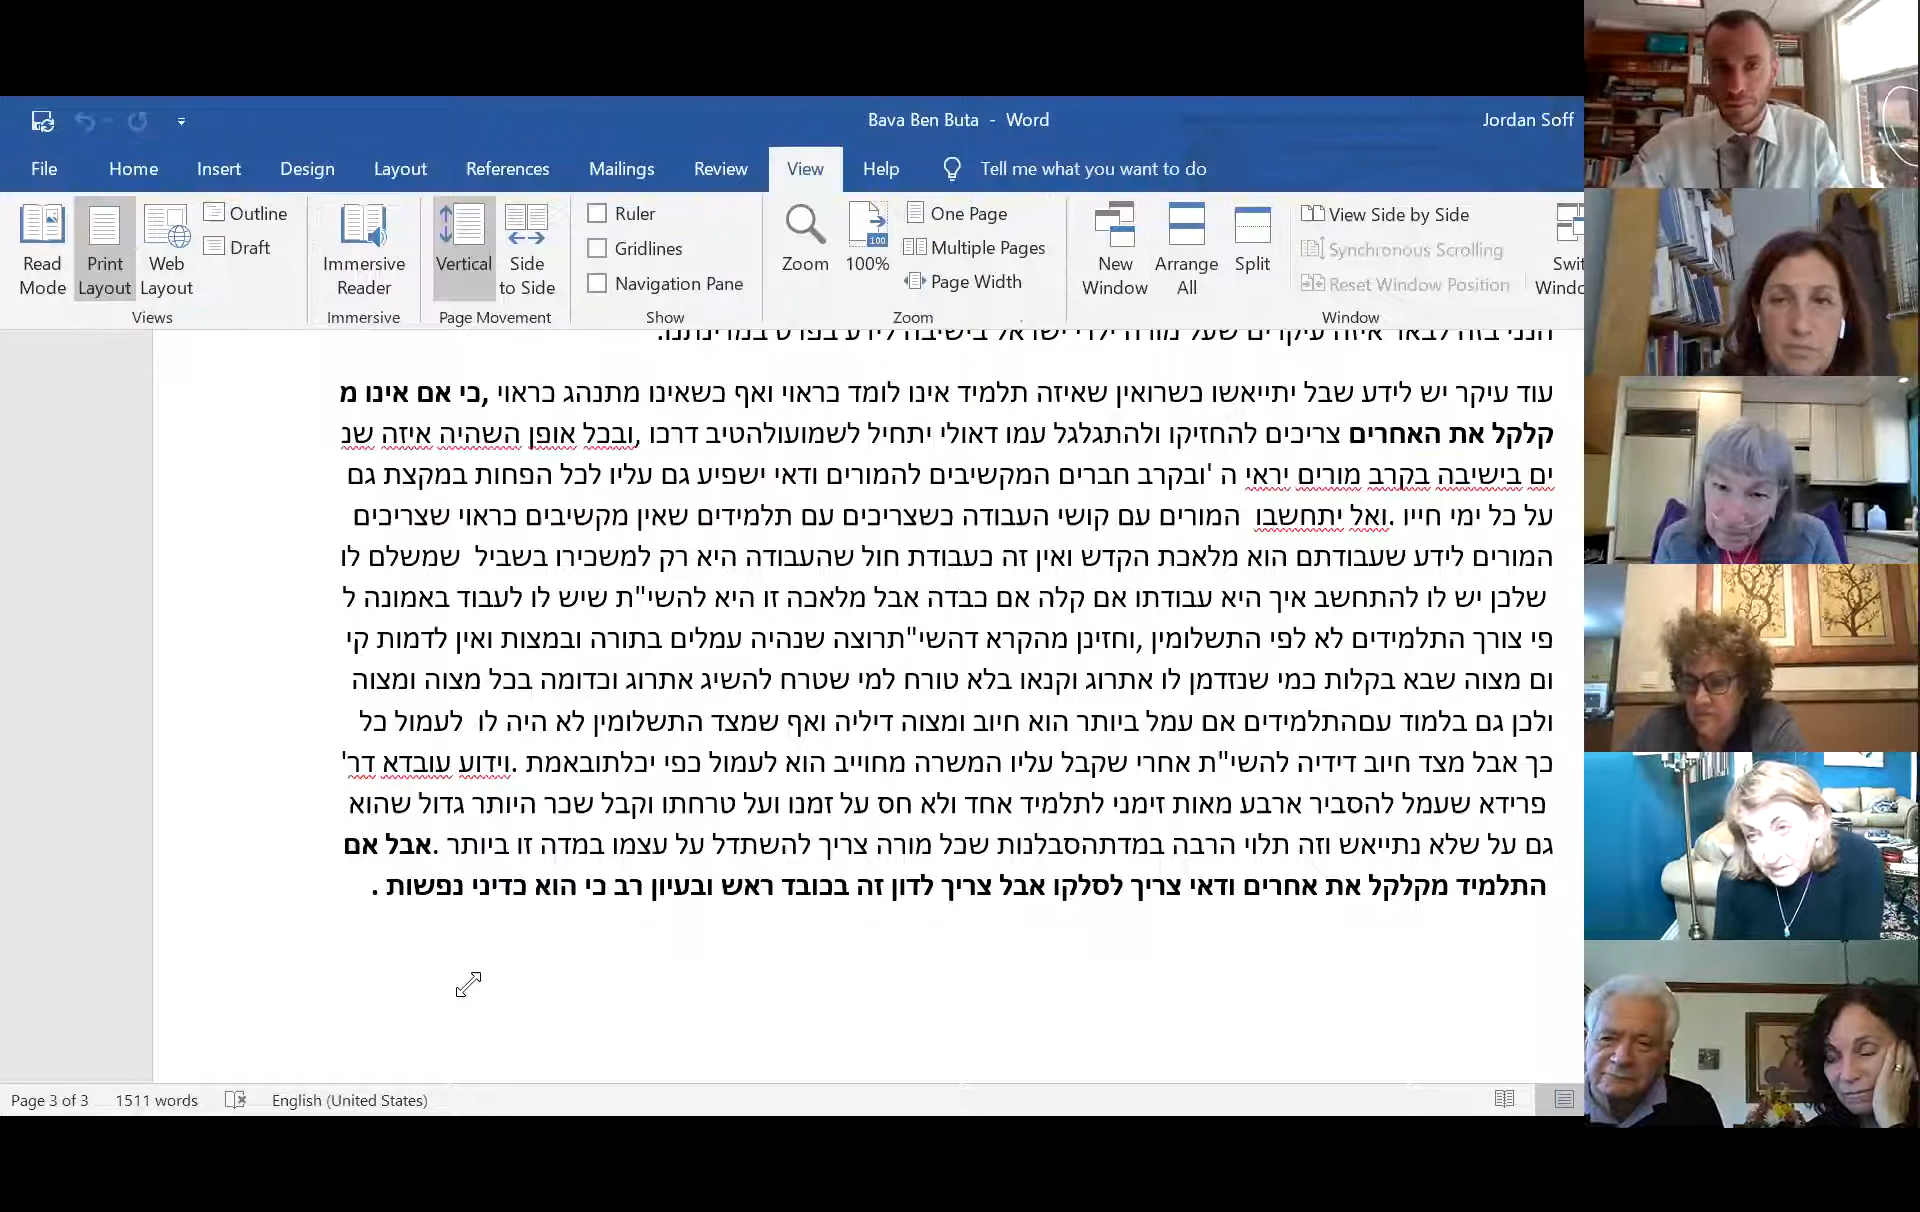 Bava Ben Buta - Word
Jordan Soff
File Home Insert Design Layout References Mailings Review View Help Tell me what you want to do
Read Mode
Print Layout
Web Layout
Outline
Draft
Views
Immersive Reader
Immersive
Vertical
Side to Side
Page Movement
Ruler
Gridlines
Navigation Pane
Show
Zoom
100
100%
One Page
Multiple Pages
Page Width
Zoom
New Window
Arrange All
Split
View Side by Side
Synchronous Scrolling
Reset Window Position
Swit
Windo
Window
הנני בזה לבאר איזה עיקרים שעל מורה ילדי ישראל בישיבה לידע בפרט במדינתנו.
עוד עיקר יש לידע שבל יתייאשו כשרואין שאיזה תלמיד אינו לומד כראוי ואף כשאינו מתנהג כראוי ,כי אם אינו מ
קלקל את האחרים צריכים להחזיקו ולהתגלגל עמו דאולי יתחיל לשמועולהטיב דרכו ,ובכל אופן השהיה איזה שנ
ים בישיבה בקרב מורים יראי ה 'ובקרב חברים המקשיבים להמורים ודאי ישפיע גם עליו לכל הפחות במקצת גם
על כל ימי חייו .ואל יתחשבו המורים עם קושי העבודה כשצריכים עם תלמידים שאין מקשיבים כראוי שצריכים
המורים לידע שעבודתם הוא מלאכת הקדש ואין זה כעבודת חול שהעבודה היא רק למשכירו בשביל שמשלם לו
שלכן יש לו להתחשב איך היא עבודתו אם קלה אם כבדה אבל מלאכה זו היא להשי"ת שיש לו לעבוד באמונה ל
פי צורך התלמידים לא לפי התשלומין ,וחזינן מהקרא דהשי"תרוצה שנהיה עמלים בתורה ובמצות ואין לדמות קי
ום מצוה שבא בקלות כמי שנזדמן לו אתרוג וקנאו בלא טורח למי שטרח להשיג אתרוג וכדומה בכל מצוה ומצוה
ולכן גם בלמוד עםהתלמידים אם עמל ביותר הוא חיוב ומצוה דיליה ואף שמצד התשלומין לא היה לו לעמול כל
כך אבל מצד חיוב דידיה להשי"ת אחרי שקבל עליו המשרה מחוייב הוא לעמול כפי יכלתובאמת .וידוע עובדא דר'
פרידא שעמל להסביר ארבע מאות זימני לתלמיד אחד ולא חס על זמנו ועל טרחתו וקבל שכר היותר גדול שהוא
גם על שלא נתייאש וזה תלוי הרבה במדתהסבלנות שכל מורה צריך להשתדל על עצמו במדה זו ביותר .אבל אם
התלמיד מקלקל את אחרים ודאי צריך לסלקו אבל צריך לדון זה בכובד ראש ובעיון רב כי הוא כדיני נפשות .
Page 3 of 3 1511 words English (United States)